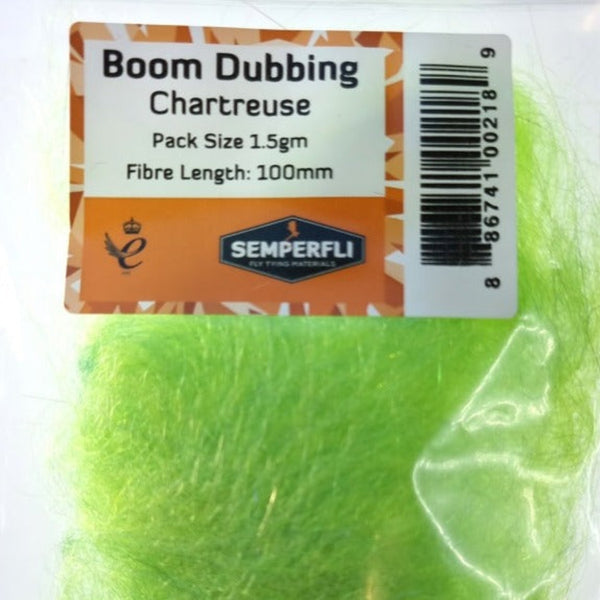 Boom Dubbing
Chartreuse
Pack Size 1.5gm
Fibre Length: 100mm
SEMPERFLI
FLY TYING MATERIALS
8 86741 00218 9